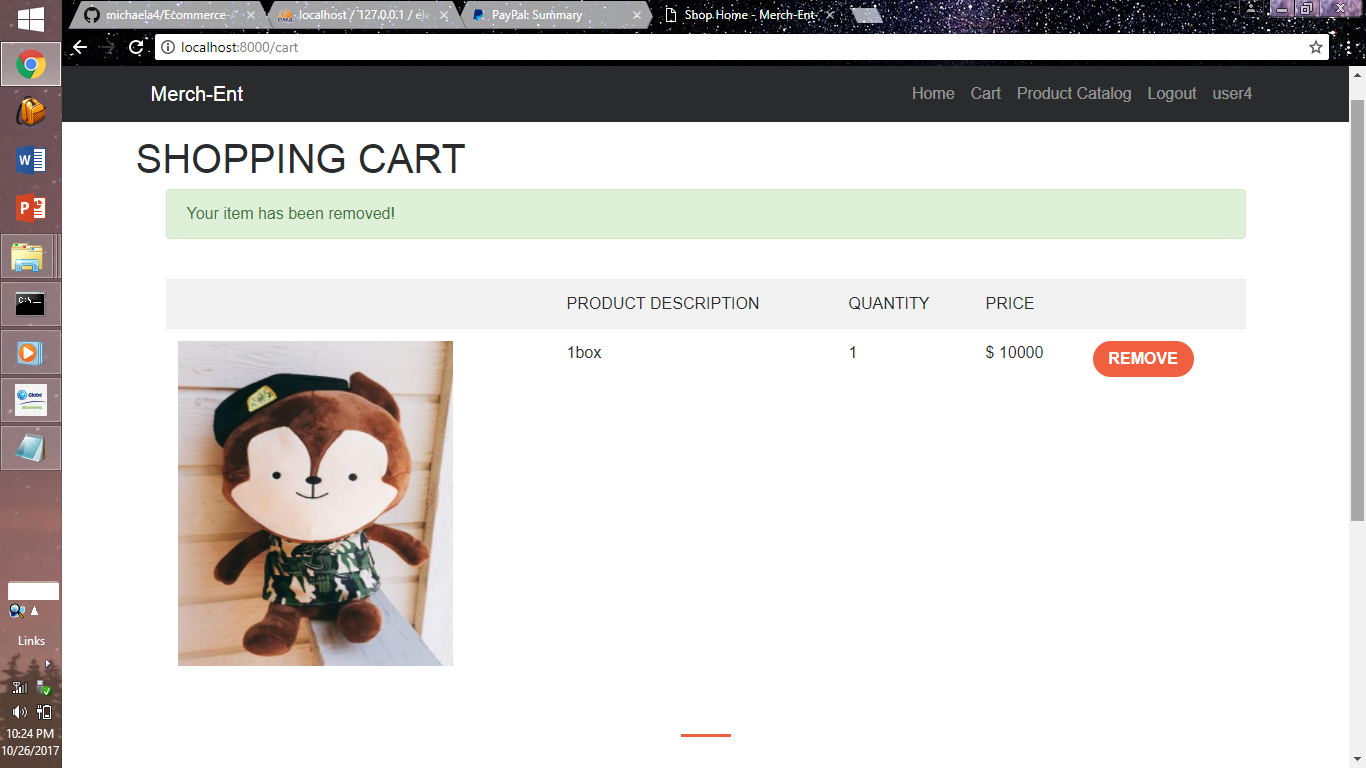 michaela4/Ecommerce-
localhost / 127.0.0.1 /
PayPal: Summary
Shop Home - Merch-Ent
localhost:8000/cart
Merch-Ent
Home
Cart
Product Catalog
Logout
user4
SHOPPING CART
Your item has been removed!
PRODUCT DESCRIPTION
QUANTITY
PRICE
1box
1
$ 10000
REMOVE
Links
10:24 PM
10/26/2017